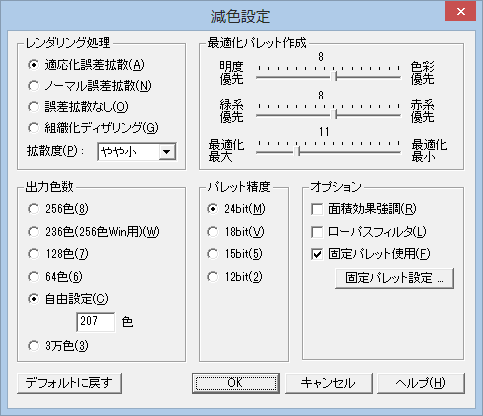 減色設定
レンダリング処理
適応化誤差拡散(A)
ノーマル誤差拡散(N)
誤差拡散なし(O)
組織化ディザリング(G)
拡散度(P): やや小
最適化パレット作成
8
明度優先 色彩優先
8
緑系優先 赤系優先
11
最適化最大 最適化最小
出力色数
256色(8)
236色(256色Win用)(W)
128色(7)
64色(6)
自由設定(C)
207 色
3万色(3)
パレット精度
24bit(M)
18bit(V)
15bit(5)
12bit(2)
オプション
面積効果強調(R)
ローパスフィルタ(L)
固定パレット使用(F)
固定パレット設定 ...
デフォルトに戻す OK キャンセル ヘルプ(H)